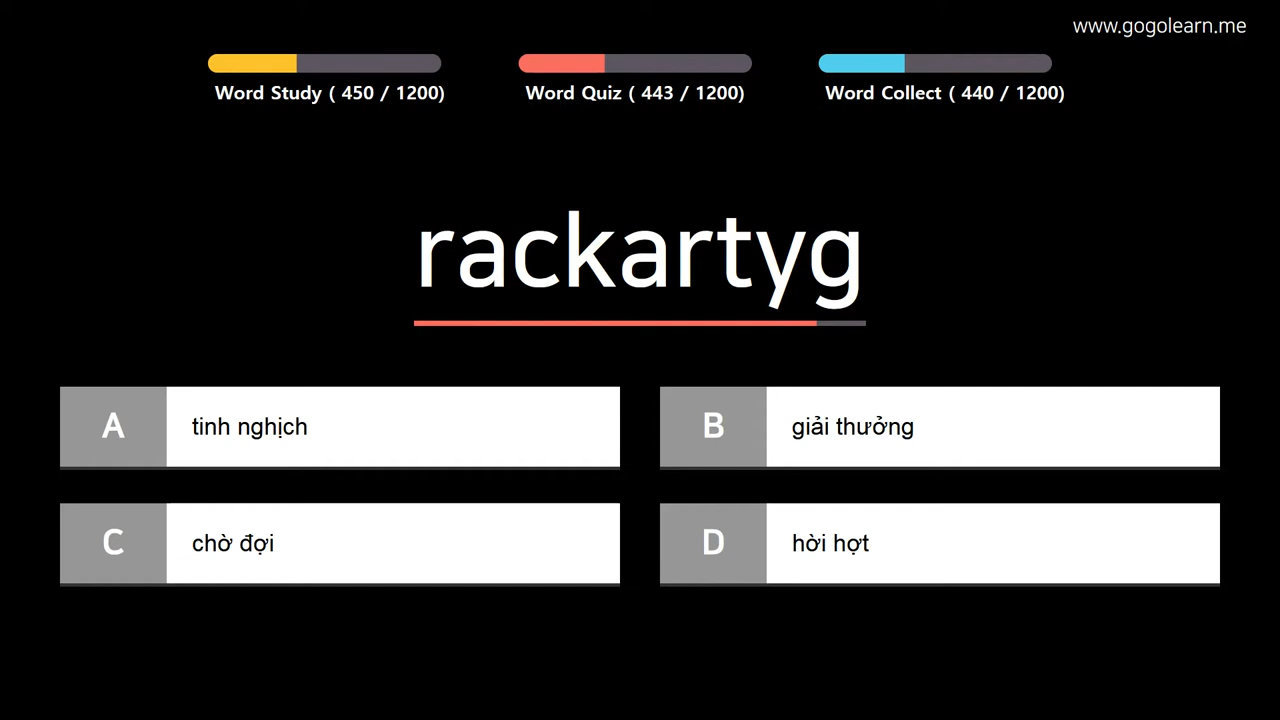 www.gogolearn.me
Word Study ( 450 / 1200)
Word Quiz ( 443 / 1200)
Word Collect ( 440 / 1200)
rackartyg
A
tinh nghịch
B
giải thưởng
C
chờ đợi
D
hời hợt